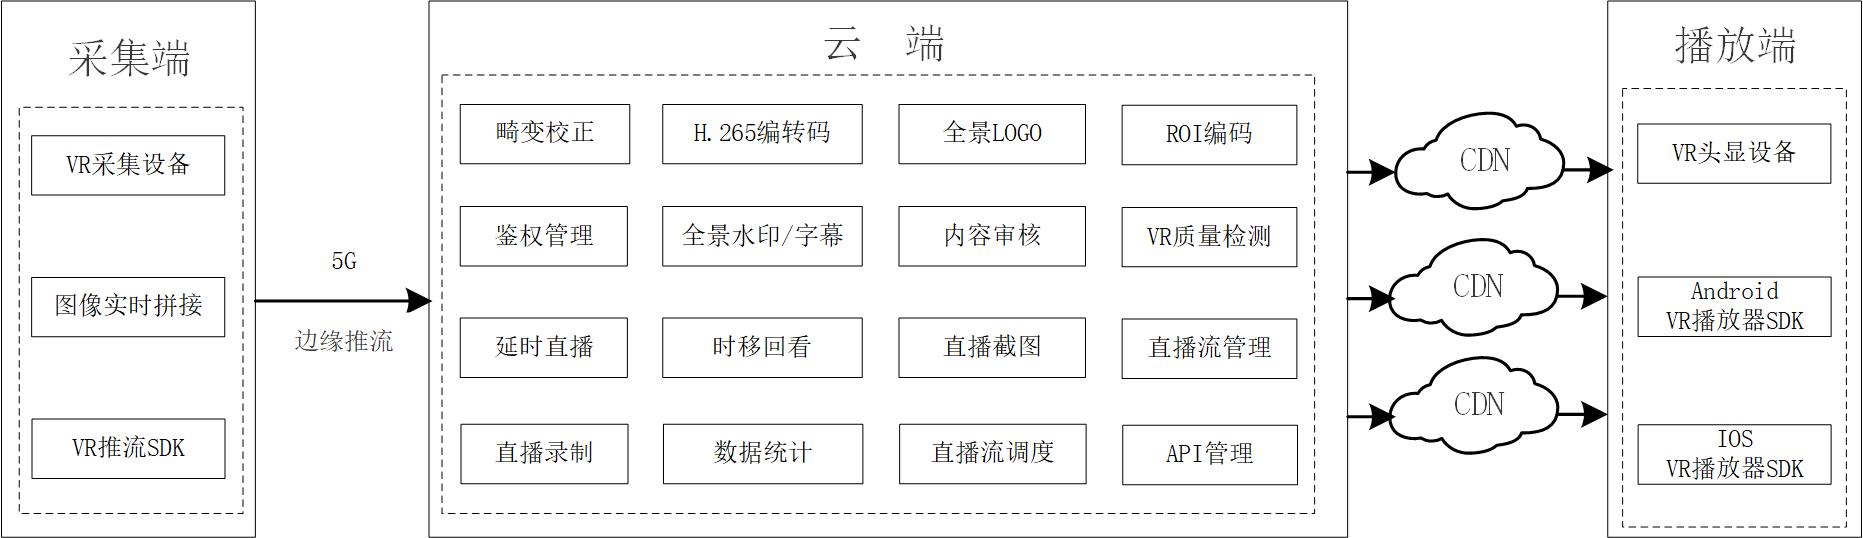 采集端
VR采集设备
图像实时拼接
VR推流SDK
5G
边缘推流
云 端
畸变校正
H.265编转码
全景LOGO
ROI编码
鉴权管理
全景水印/字幕
内容审核
VR质量检测
延时直播
时移回看
直播截图
直播流管理
直播录制
数据统计
直播流调度
API管理
CDN
CDN
CDN
播放端
VR头显设备
Android
VR播放器SDK
IOS
VR播放器SDK